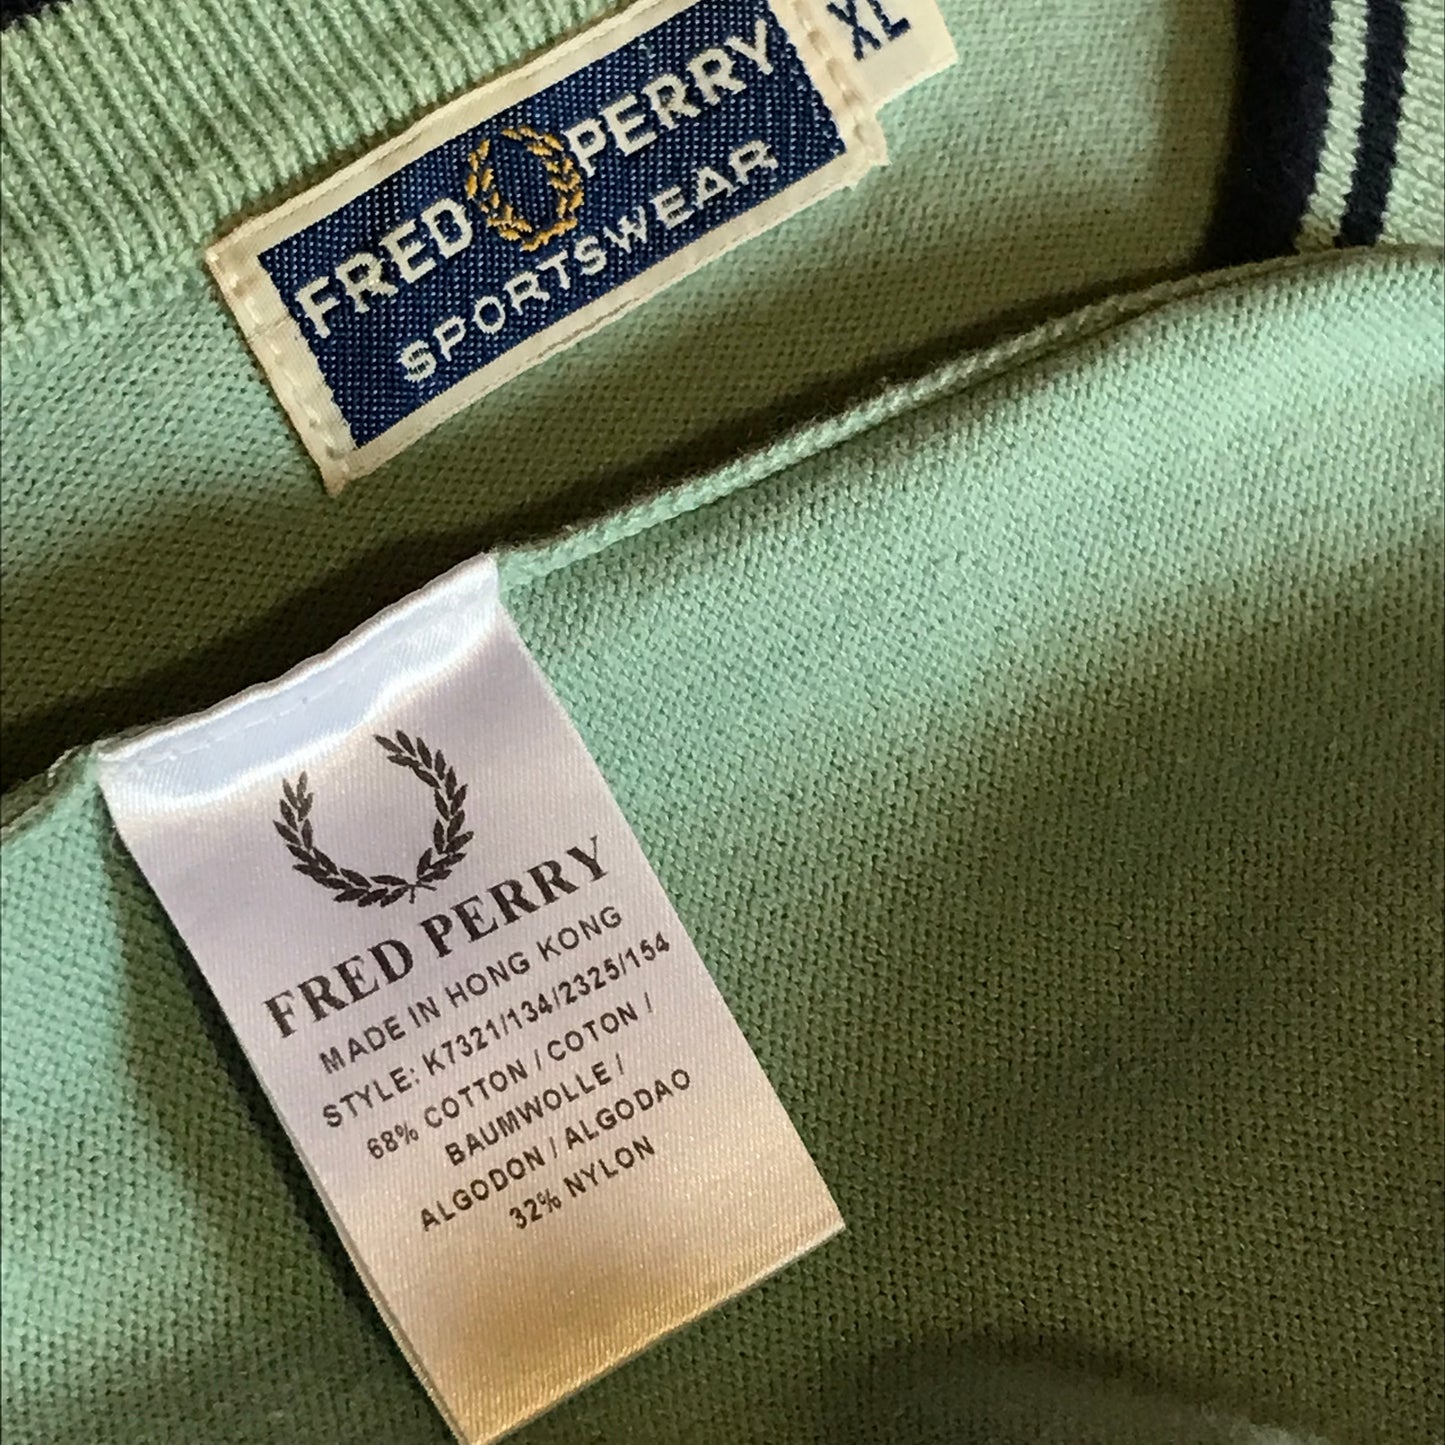 XL
FRED PERRY
SPORTSWEAR
FRED PERRY
MADE IN HONG KONG
STYLE: K7321/134/2325/154
68% COTTON / COTON /
BAUMWOLLE /
ALGODON / ALGODAO
32% NYLON